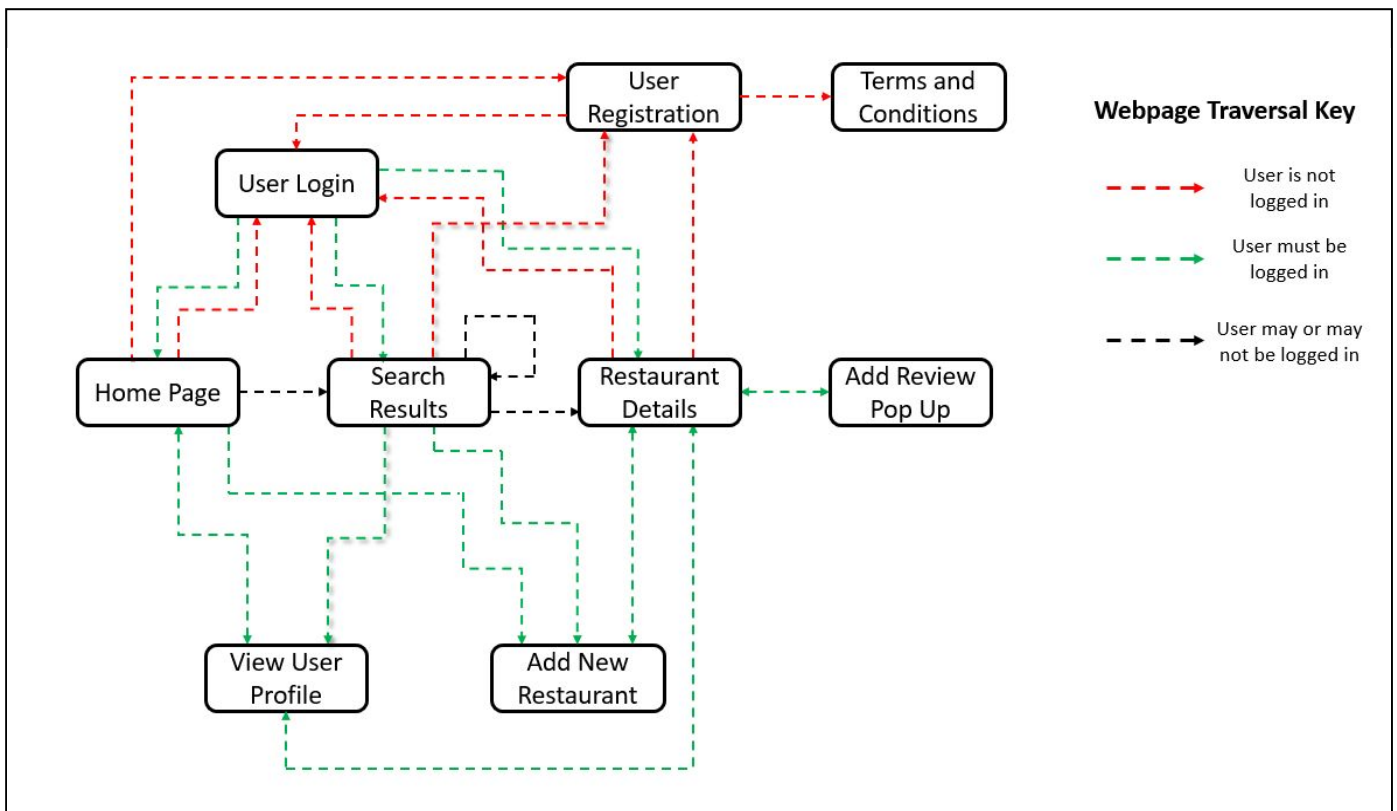 User
Registration
Terms and
Conditions
Webpage Traversal Key
User Login
User is not
logged in
User must be
logged in
User may or may
not be logged in
Home Page
Search
Results
Restaurant
Details
Add Review
Pop Up
View User
Profile
Add New
Restaurant